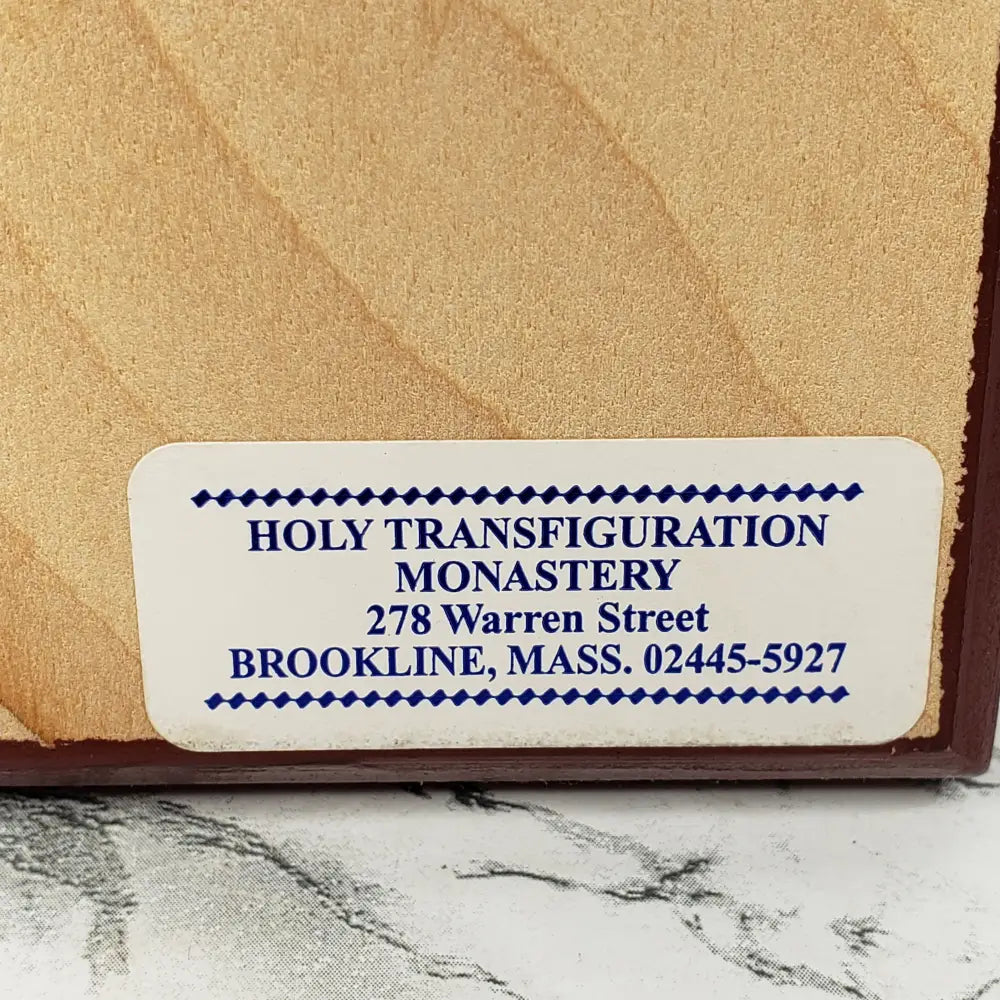 HOLY TRANSFIGURATION
MONASTERY
278 Warren Street
BROOKLINE, MASS. 02445-5927